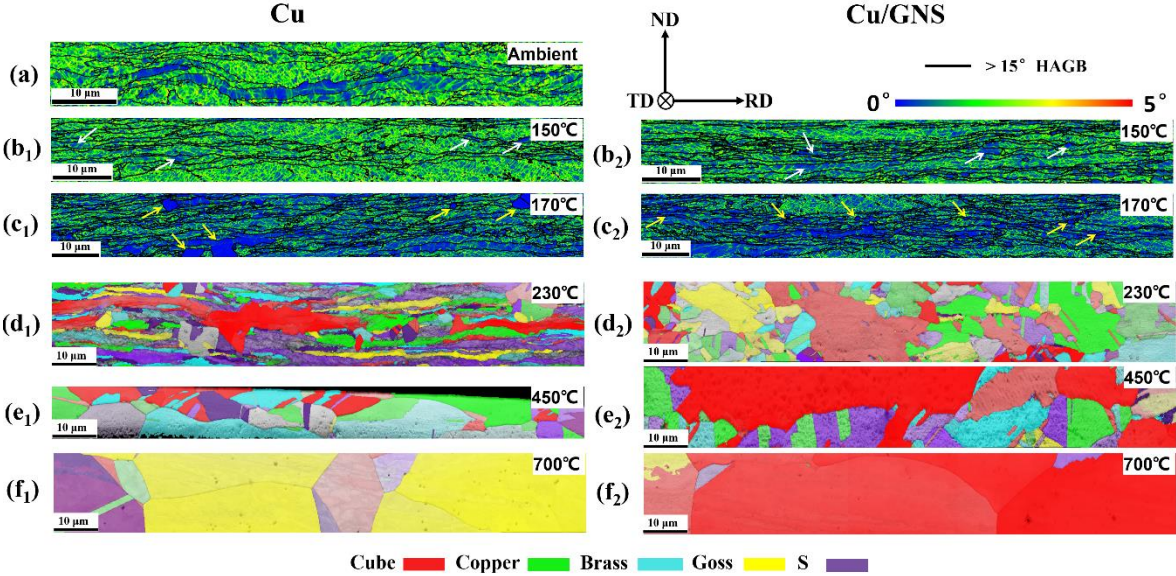 Cu
Cu/GNS
(a)
Ambient
10 μm
ND
TD
RD
> 15° HAGB
0°
5°
(b₁)
150℃
10 μm
(b₂)
150℃
10 μm
(c₁)
170℃
10 μm
(c₂)
170℃
10 μm
(d₁)
230℃
10 μm
(d₂)
230℃
10 μm
(e₁)
450℃
10 μm
(e₂)
450℃
10 μm
(f₁)
700℃
10 μm
(f₂)
700℃
10 μm
Cube Copper Brass Goss S